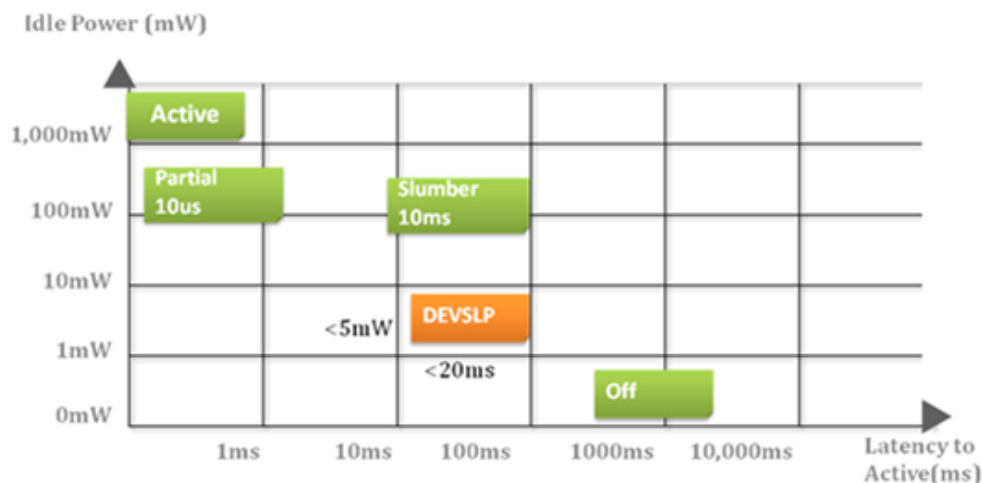 Idle Power (mW)
Active
1,000mW
Partial
10us
Slumber
10ms
100mW
10mW
DEVSLP
<5mW
1mW
<20ms
Off
0mW
1ms
10ms
100ms
1000ms
10,000ms
Latency to
Active(ms)